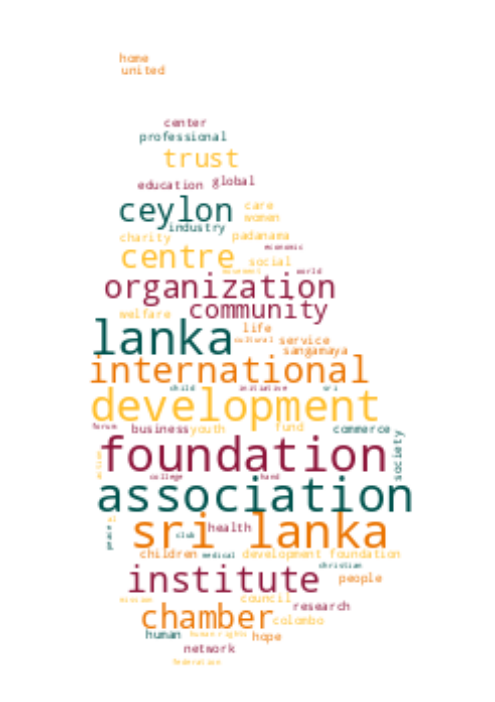 home
united
center
professional
trust
education global
ceylon care
women
industry
charity padanama
economic
centre social
movement world
organization
community
welfare
life
lanka cultural service
sangamaya
international
child initiative sri
development
forum business youth fund commerce
society
foundation
action
college hand
association
peace
sri lanka
club health
children medical development foundation
christian
institute people
mission council
research
chamber colombo
human human rights hope
network
federation